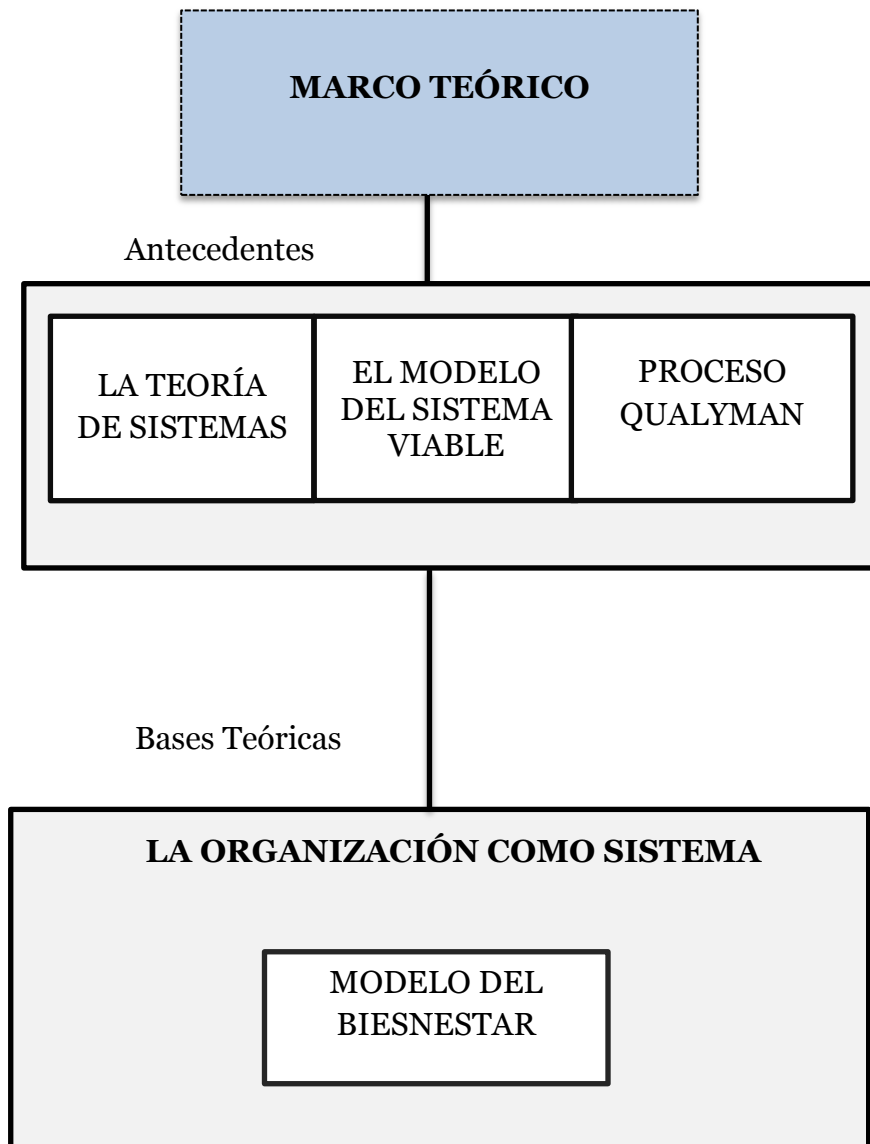 MARCO TEÓRICO
Antecedentes
LA TEORÍA
DE SISTEMAS
EL MODELO
DEL SISTEMA
VIABLE
PROCESO
QUALYMAN
Bases Teóricas
LA ORGANIZACIÓN COMO SISTEMA
MODELO DEL
BIESNESTAR